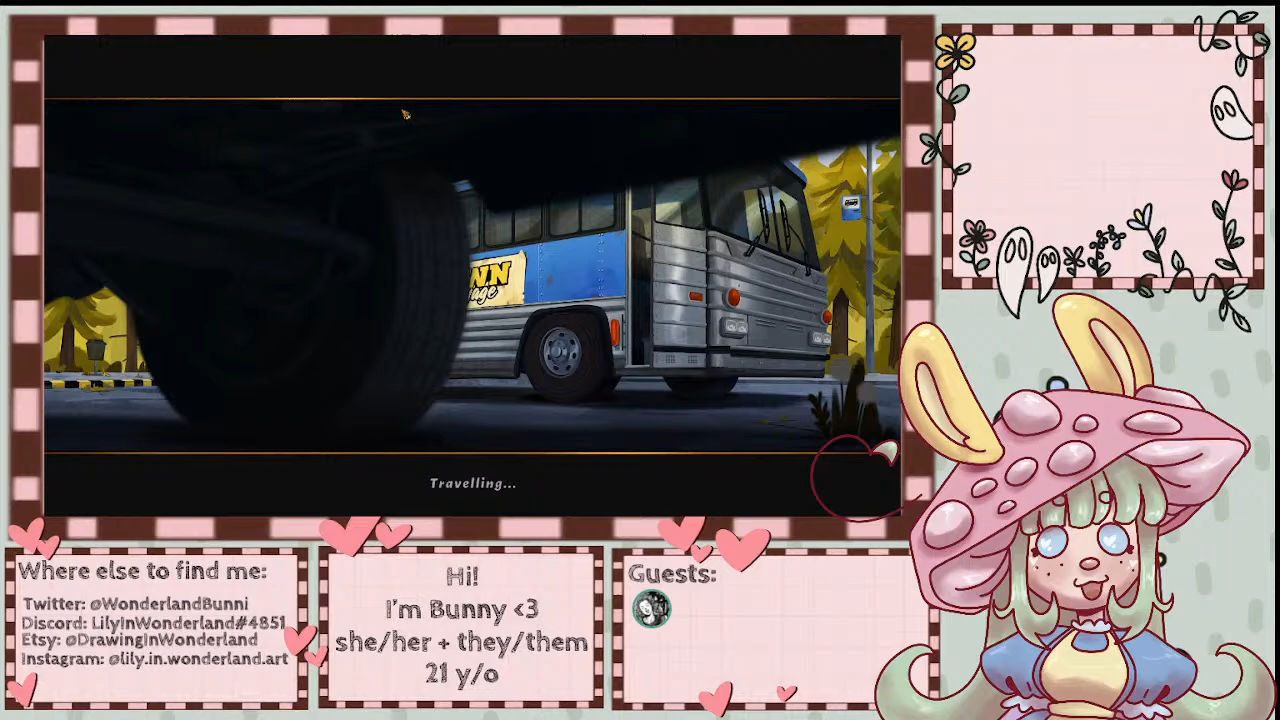 NN
age
Travelling...
Where else to find me:
Twitter: @WonderlandBunni
Discord: LilyInWonderland#4851
Etsy: @DrawingInWonderland
Instagram: @lily.in.wonderland.art
Hi!
I'm Bunny <3
she/her + they/them
21 y/o
Guests: